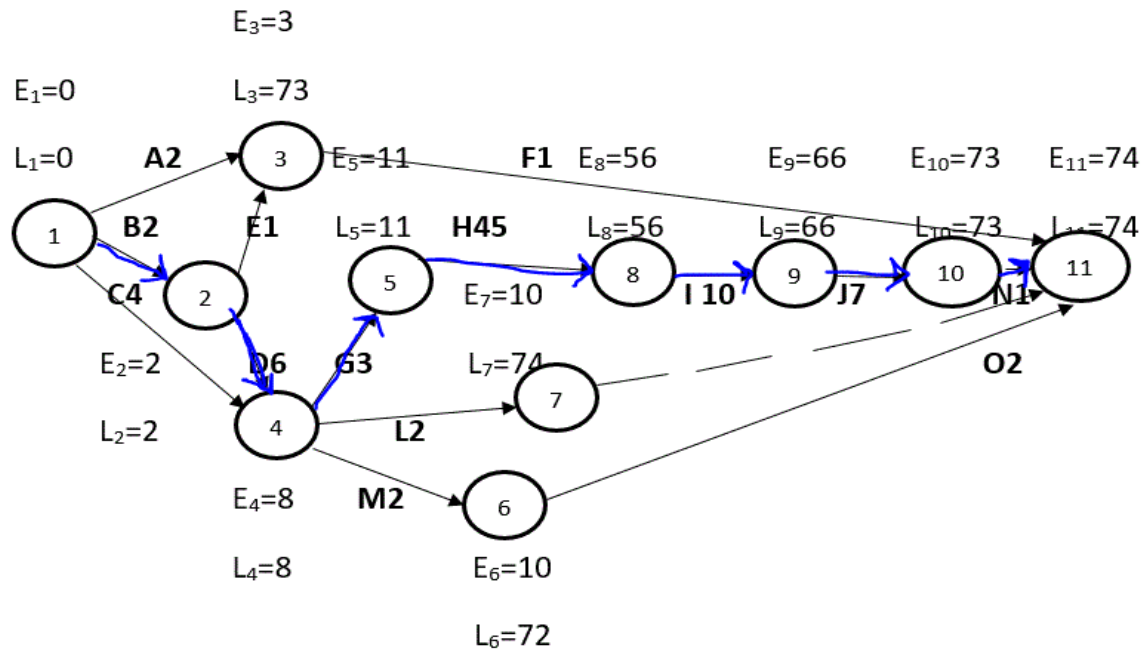 E₃=3
E₁=0 L₃=73
L₁=0 A2 3 E₅=11 F1 E₈=56 E₉=66 E₁₀=73 E₁₁=74
1 B2 E1 L₅=11 H45 L₈=56 L₉=66 L₁₀=73 L₁₁=74
C4 2 5 E₇=10 8 I 10 9 J7 10 N1 11
E₂=2 D6 G3 L₇=74 O2
L₂=2 4 L2 7
E₄=8 M2 6
L₄=8 E₆=10
L₆=72